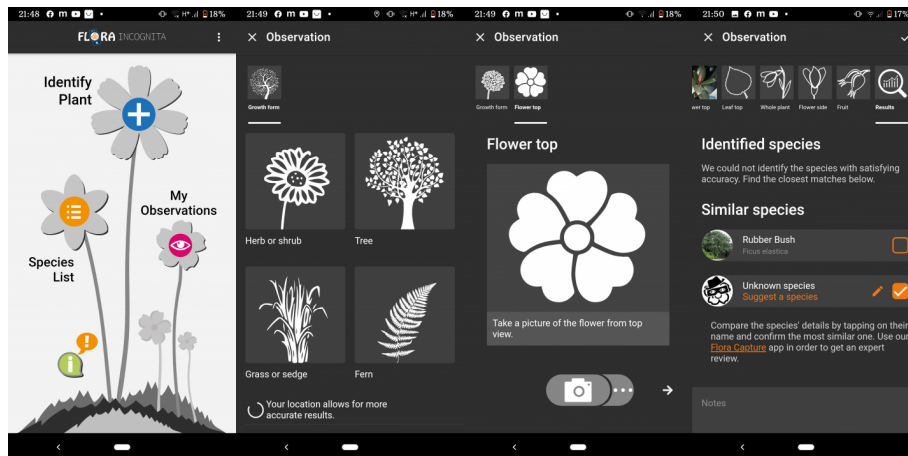 21:48
18%
FLORA INCOGNITA
Identify
Plant
My
Observations
Species
List
21:49
18%
Observation
Growth form
Herb or shrub
Tree
Grass or sedge
Fern
Your location allows for more
accurate results.
21:49
18%
Observation
Growth form
Flower top
Flower top
Take a picture of the flower from top
view.
21:50
17%
Observation
wer top
Leaf top
Whole plant
Flower side
Fruit
Results
Identified species
We could not identify the species with satisfying
accuracy. Find the closest matches below.
Similar species
Rubber Bush
Ficus elastica
Unknown species
Suggest a species
Compare the species' details by tapping on their
name and confirm the most similar one. Use our
Flora Capture app in order to get an expert
review.
Notes